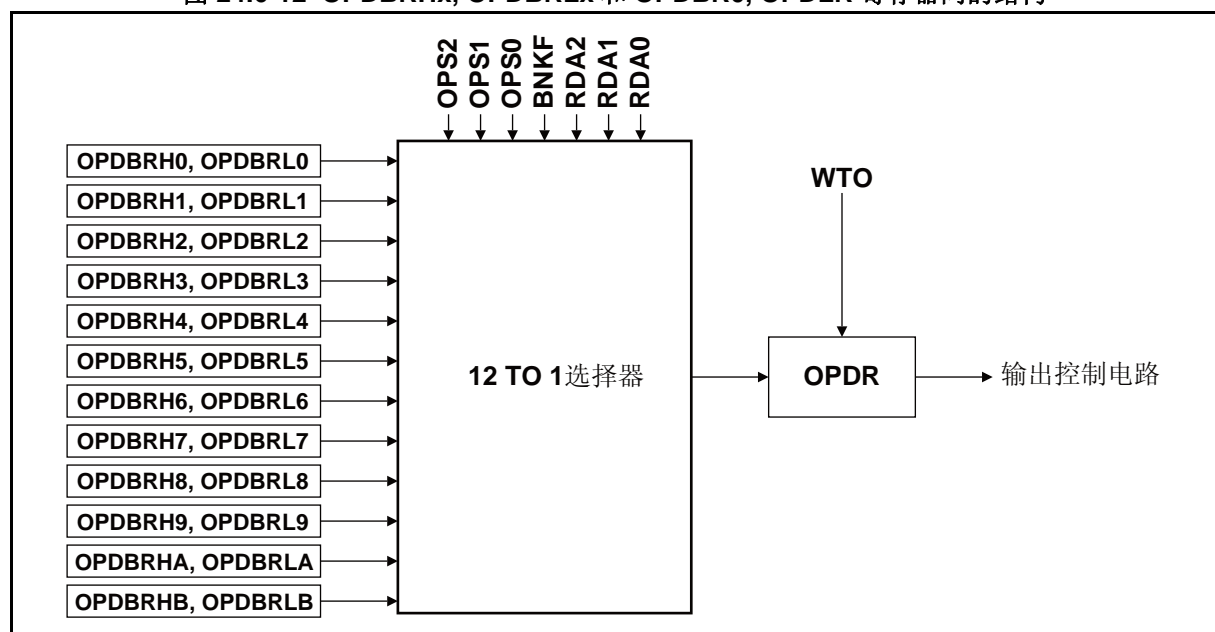 OPS2
OPS1
OPS0
BNKF
RDA2
RDA1
RDA0
OPDBRH0, OPDBRL0
OPDBRH1, OPDBRL1
OPDBRH2, OPDBRL2
OPDBRH3, OPDBRL3
OPDBRH4, OPDBRL4
OPDBRH5, OPDBRL5
OPDBRH6, OPDBRL6
OPDBRH7, OPDBRL7
OPDBRH8, OPDBRL8
OPDBRH9, OPDBRL9
OPDBRHA, OPDBRLA
OPDBRHB, OPDBRLB
12 TO 1选择器
WTO
OPDR
输出控制电路